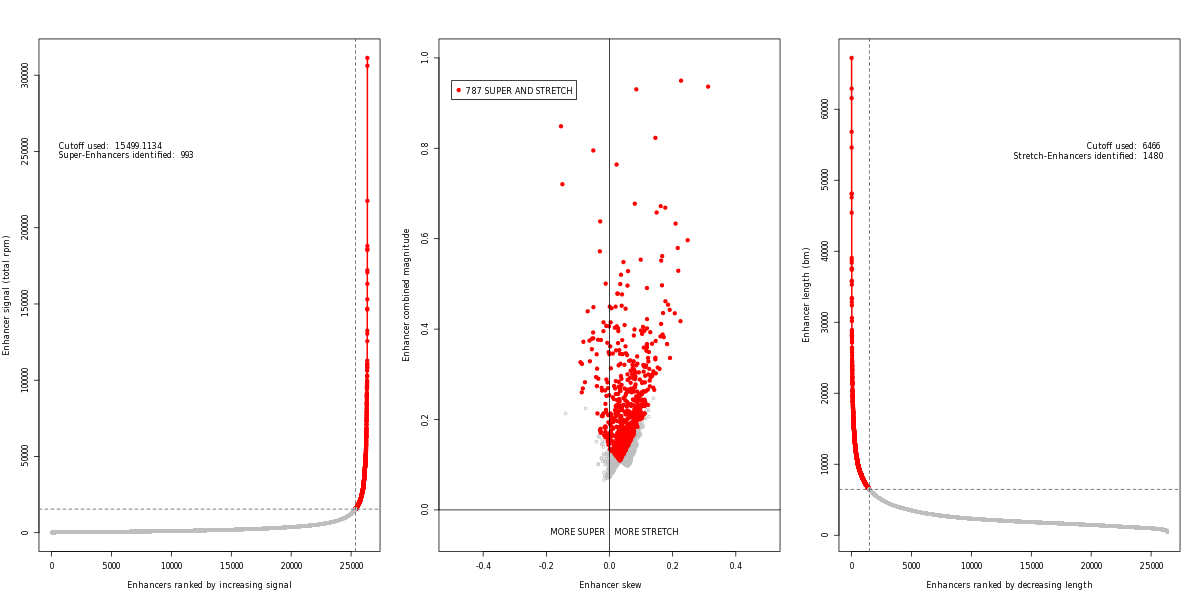 Cutoff used: 15499.1134
Super-Enhancers identified: 993
Enhancer signal (total rpm)
0
50000
100000
150000
200000
250000
300000
0
5000
10000
15000
20000
25000
Enhancers ranked by increasing signal
787 SUPER AND STRETCH
Enhancer combined magnitude
0.0
0.2
0.4
0.6
0.8
1.0
MORE SUPER
MORE STRETCH
-0.4
-0.2
0.0
0.2
0.4
Enhancer skew
Cutoff used: 6466
Stretch-Enhancers identified: 1480
Enhancer length (bm)
0
10000
20000
30000
40000
50000
60000
0
5000
10000
15000
20000
25000
Enhancers ranked by decreasing length